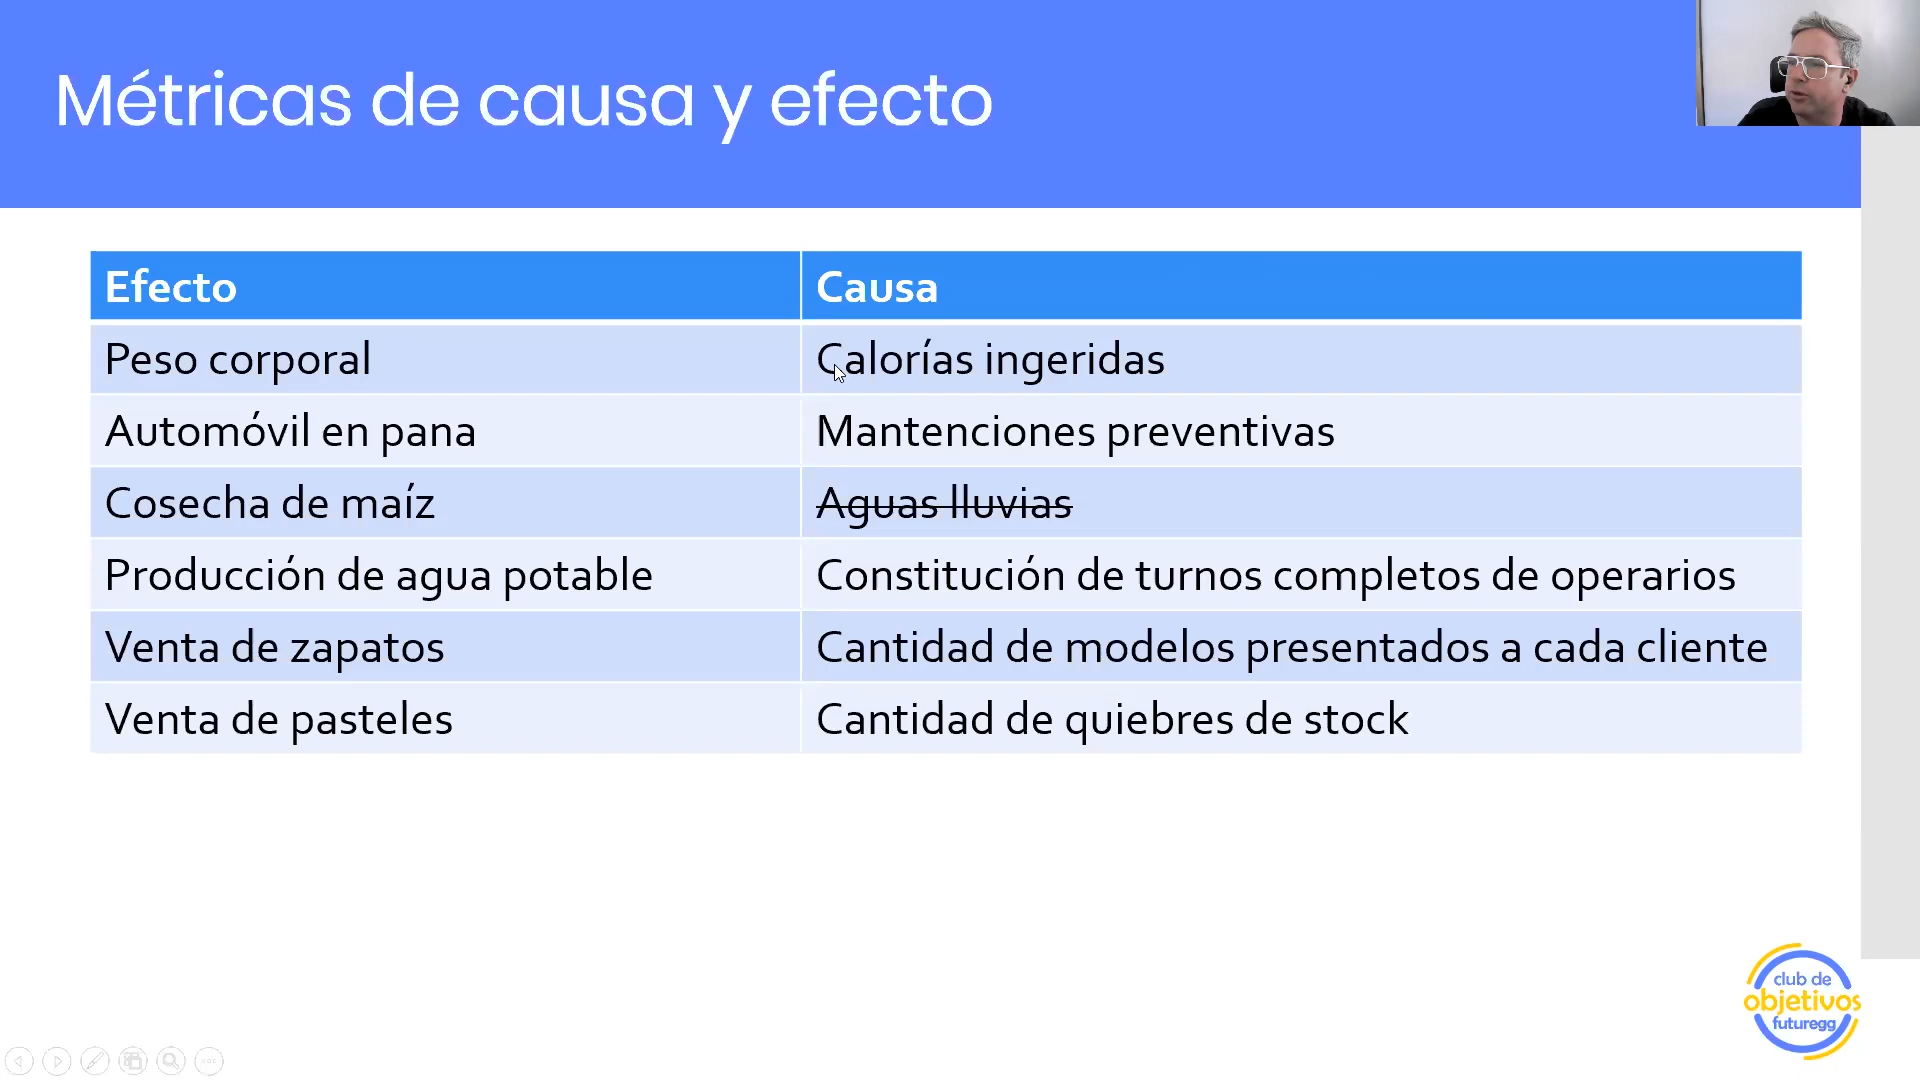 Métricas de causa y efecto
Efecto Causa
Peso corporal Calorías ingeridas
Automóvil en pana Mantenciones preventivas
Cosecha de maíz Aguas lluvias
Producción de agua potable Constitución de turnos completos de operarios
Venta de zapatos Cantidad de modelos presentados a cada cliente
Venta de pasteles Cantidad de quiebres de stock
club de
objetivos
futuregg